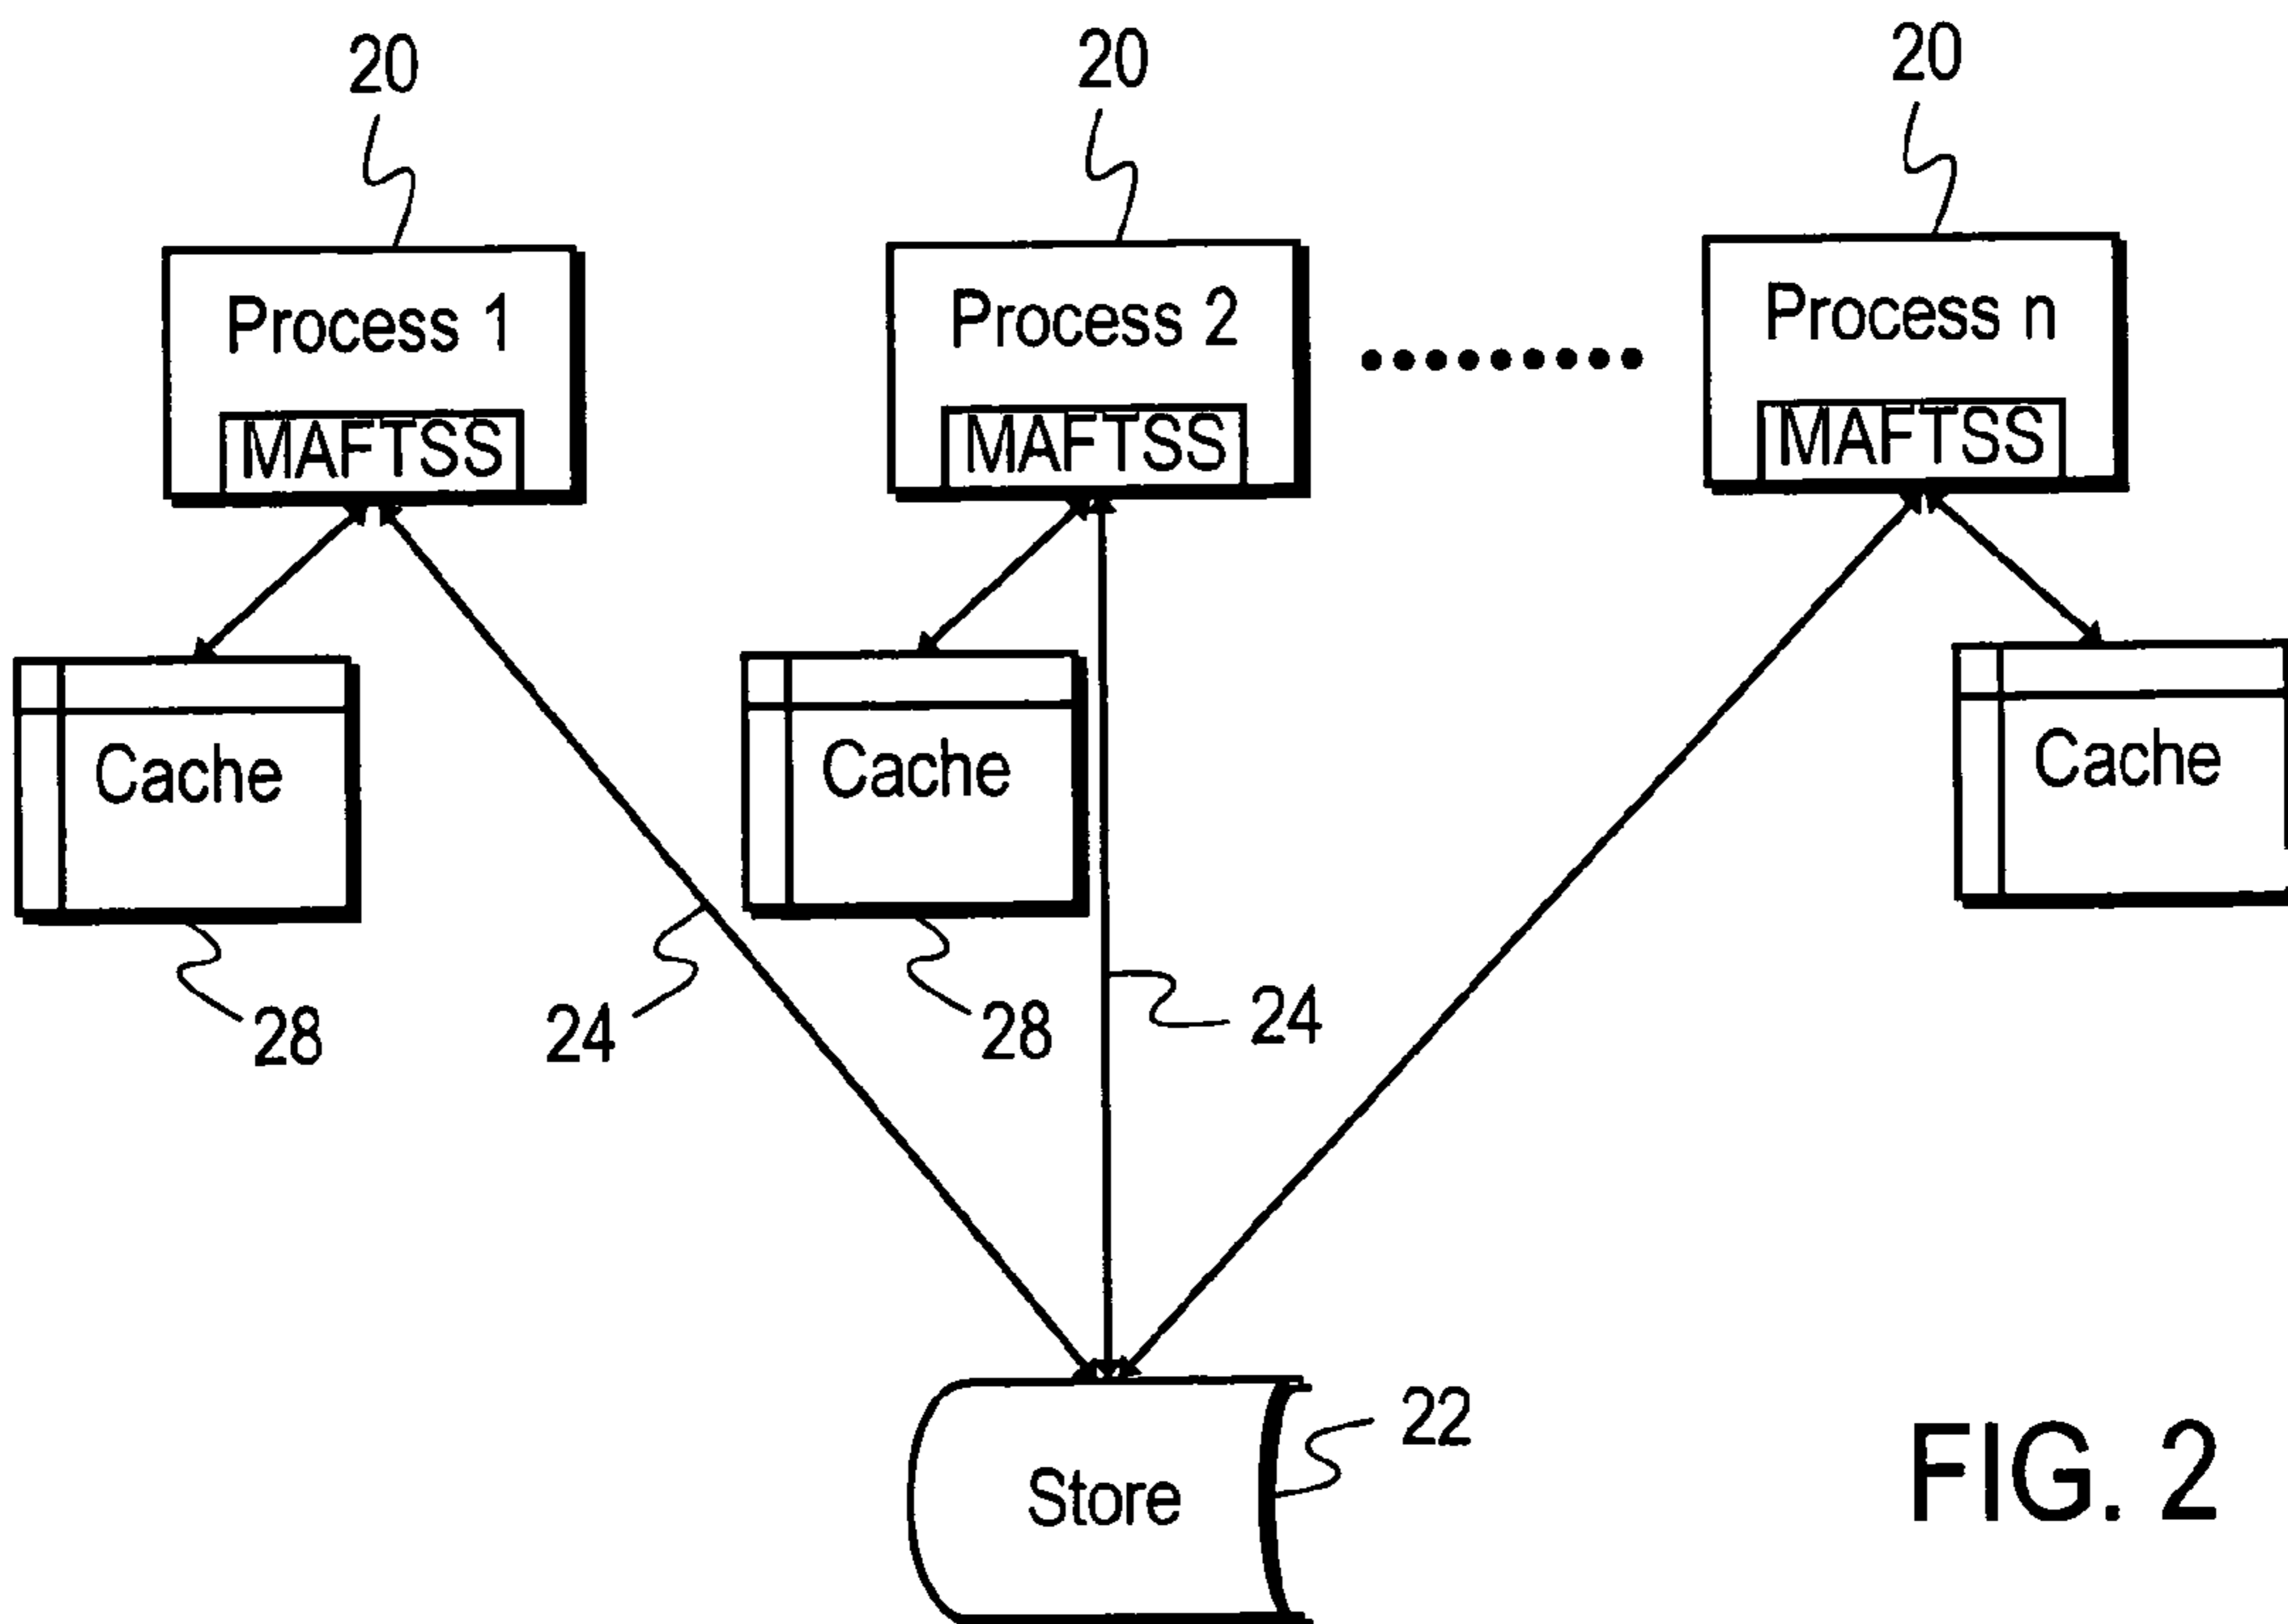 20
20
20
Process 1
Process 2
Process n
MAFTSS
MAFTSS
MAFTSS
Cache
Cache
Cache
28
24
28
24
22
Store
FIG. 2